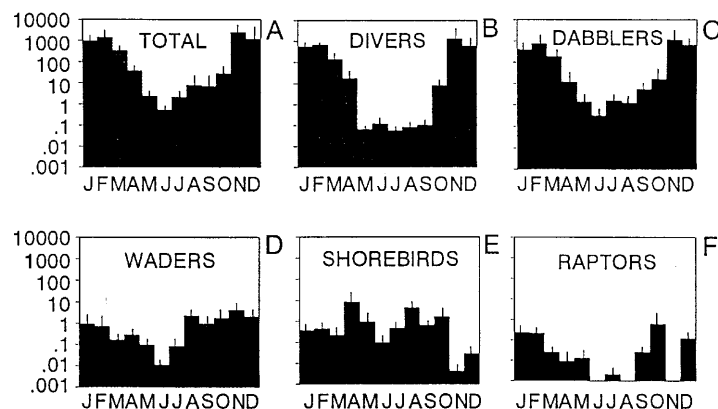 10000
1000
100
10
1
.1
.01
.001
TOTAL
A
JFMAMJJASOND
DIVERS
B
JFMAMJJASOND
DABBLERS
C
JFMAMJJASOND
10000
1000
100
10
1
.1
.01
.001
WADERS
D
JFMAMJJASOND
SHOREBIRDS
E
JFMAMJJASOND
RAPTORS
F
JFMAMJJASOND